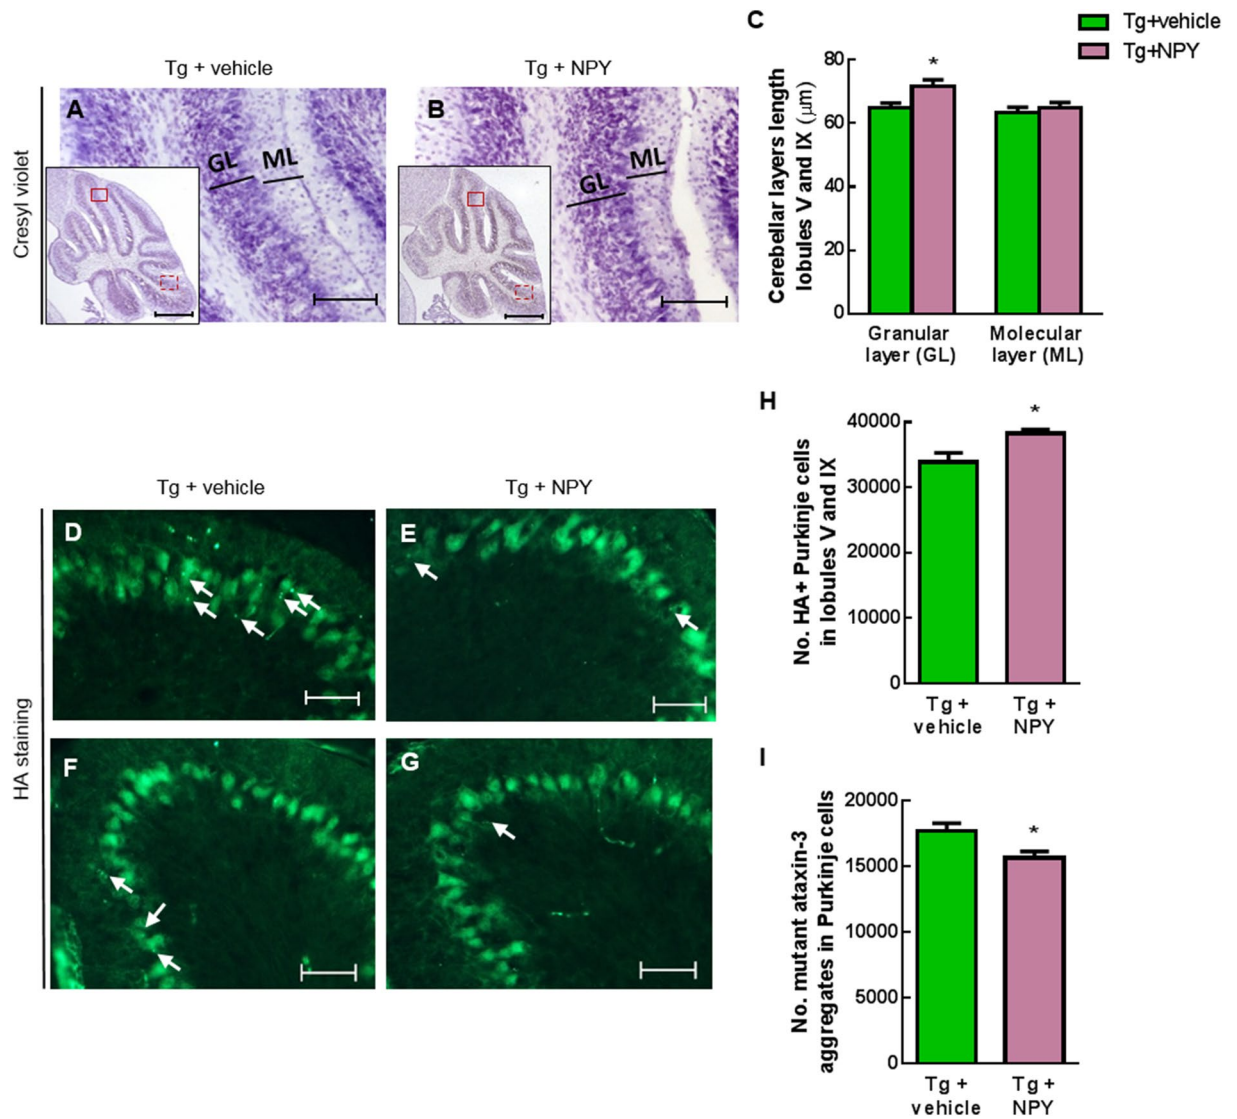 C
Tg+vehicle
Tg+NPY
Tg + vehicle
Tg + NPY
Cresyl violet
A
GL
ML
B
GL
ML
Cerebellar layers length
lobules V and IX (μm)
80
60
40
20
0
*
Granular
layer (GL)
Molecular
layer (ML)
H
No. HA+ Purkinje cells
in lobules V and IX
40000
30000
20000
10000
0
*
Tg +
vehicle
Tg +
NPY
Tg + vehicle
Tg + NPY
HA staining
D
E
F
G
I
No. mutant ataxin-3
aggregates in Purkinje cells
20000
15000
10000
5000
0
*
Tg +
vehicle
Tg +
NPY